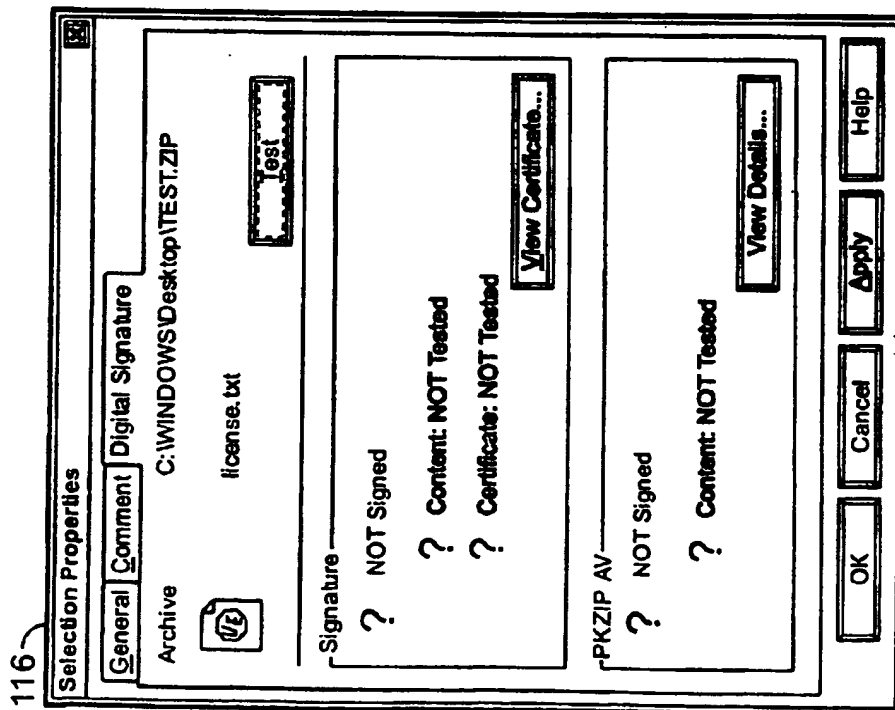 116
Selection Properties
General Comment Digital Signature
Archive C:\WINDOWS\Desktop\TEST.ZIP
license.txt
Test
Signature
? NOT Signed
? Content: NOT Tested
? Certificate: NOT Tested
View Certificate...
PKZIP AV
? NOT Signed
? Content: NOT Tested
View Details...
OK Cancel Apply Help